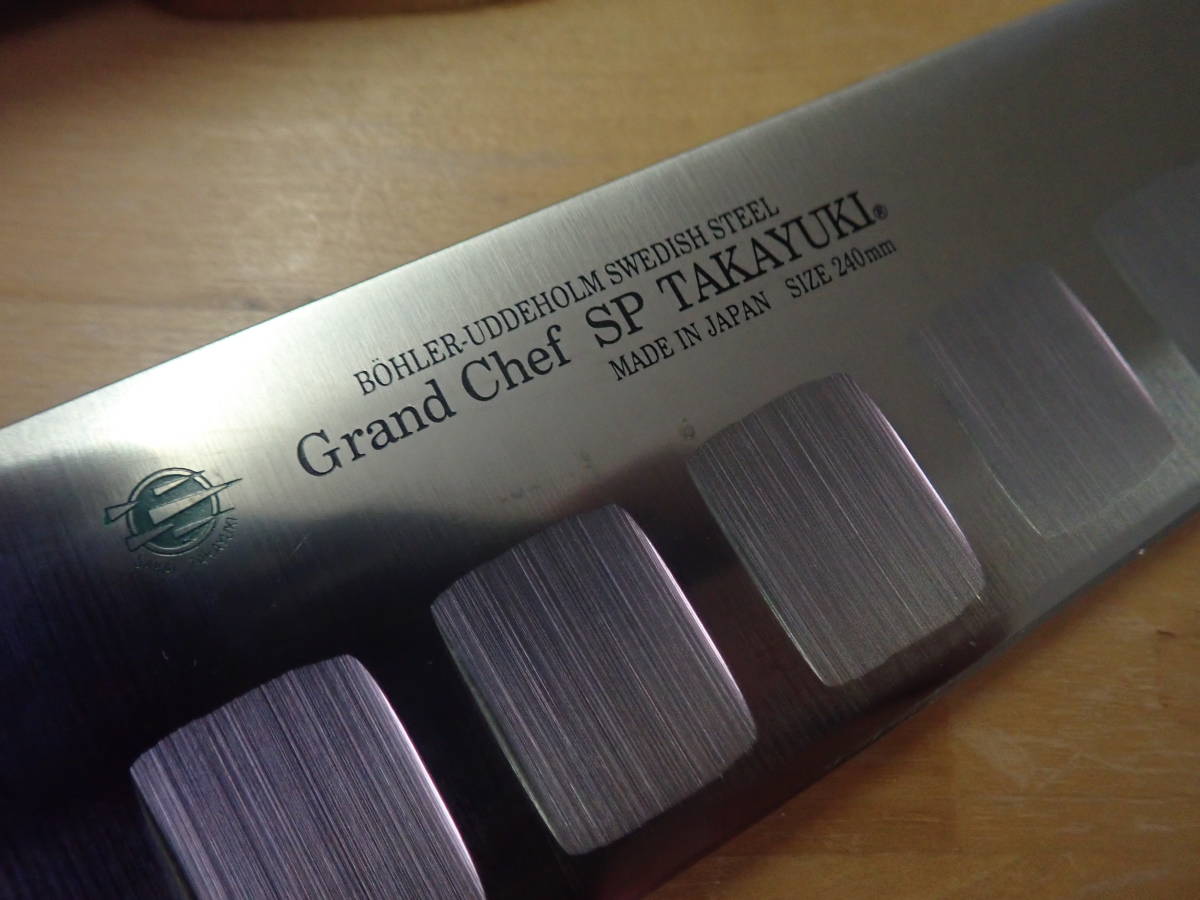 BÖHLER-UDDEHOLM SWEDISH STEEL
Grand Chef SP TAKAYUKI®
MADE IN JAPAN SIZE 240mm